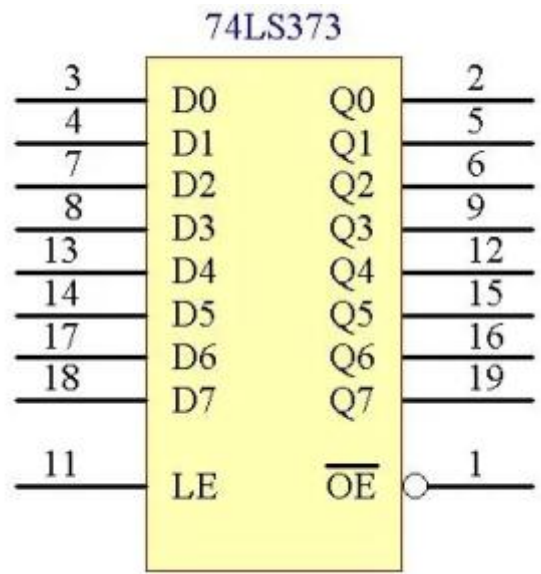 74LS373
3 D0 Q0 2
4 D1 Q1 5
7 D2 Q2 6
8 D3 Q3 9
13 D4 Q4 12
14 D5 Q5 15
17 D6 Q6 16
18 D7 Q7 19
11 LE O̅E̅ 1